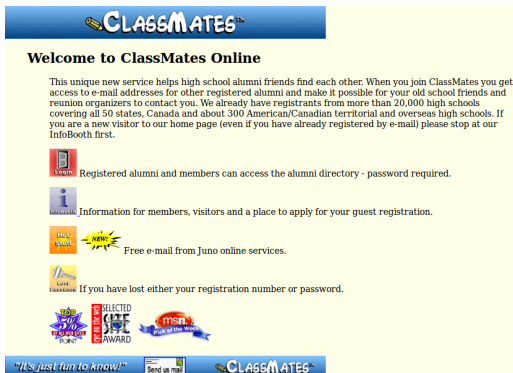 CLASSMATES™
Welcome to ClassMates Online
This unique new service helps high school alumni friends find each other. When you join ClassMates you get
access to e-mail addresses for other registered alumni and make it possible for your old school friends and
reunion organizers to contact you. We already have registrants from more than 20,000 high schools
covering all 50 states, Canada and about 300 American/Canadian territorial and overseas high schools. If
you are a new visitor to our home page (even if you have already registered by e-mail) please stop at our
InfoBooth first.
Login
Registered alumni and members can access the alumni directory - password required.
Information for members, visitors and a place to apply for your guest registration.
Hot
Stuff
NEW!
Free e-mail from Juno online services.
Lost
If you have lost either your registration number or password.
TOP
5%
POINT
SELECTED
SITE
AWARD
msn
Pick of the Week
"It's just fun to know!"
Send us mail
CLASSMATES™